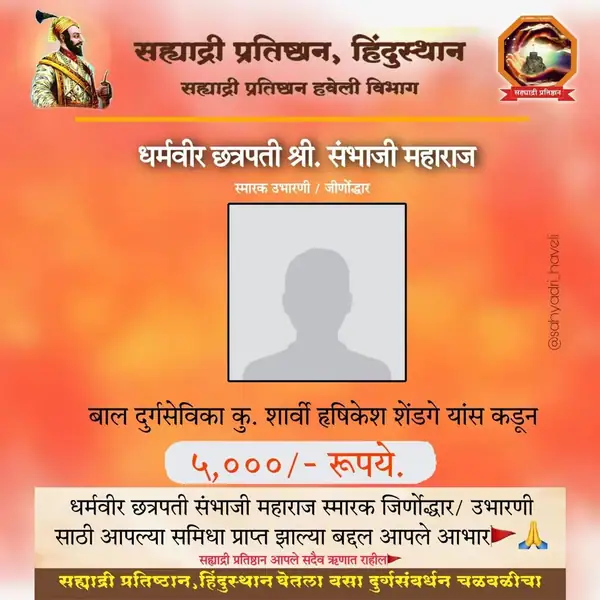 सह्याद्री प्रतिष्ठान, हिंदुस्थान
सह्याद्री प्रतिष्ठान हवेली विभाग
सह्याद्री प्रतिष्ठान
धर्मवीर छत्रपती श्री. संभाजी महाराज
स्मारक उभारणी / जीर्णोद्धार
@sahyadri_haveli
बाल दुर्गसेविका कु. शार्वी हृषिकेश शेंडगे यांस कडून
५,०००/- रूपये.
धर्मवीर छत्रपती संभाजी महाराज स्मारक जिर्णोद्धार/ उभारणी
साठी आपल्या समिधा प्राप्त झाल्या बद्दल आपले आभार🚩🙏
सह्याद्री प्रतिष्ठान आपले सदैव ऋणात राहील🚩
सह्याद्री प्रतिष्ठान,हिंदुस्थान घेतला वसा दुर्गसंवर्धन चळवळीचा